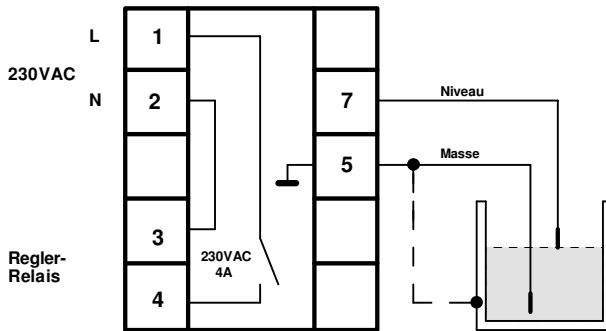 L
1
230VAC
N
2
7
Niveau
5
Masse
3
Regler-
Relais
230VAC
4A
4